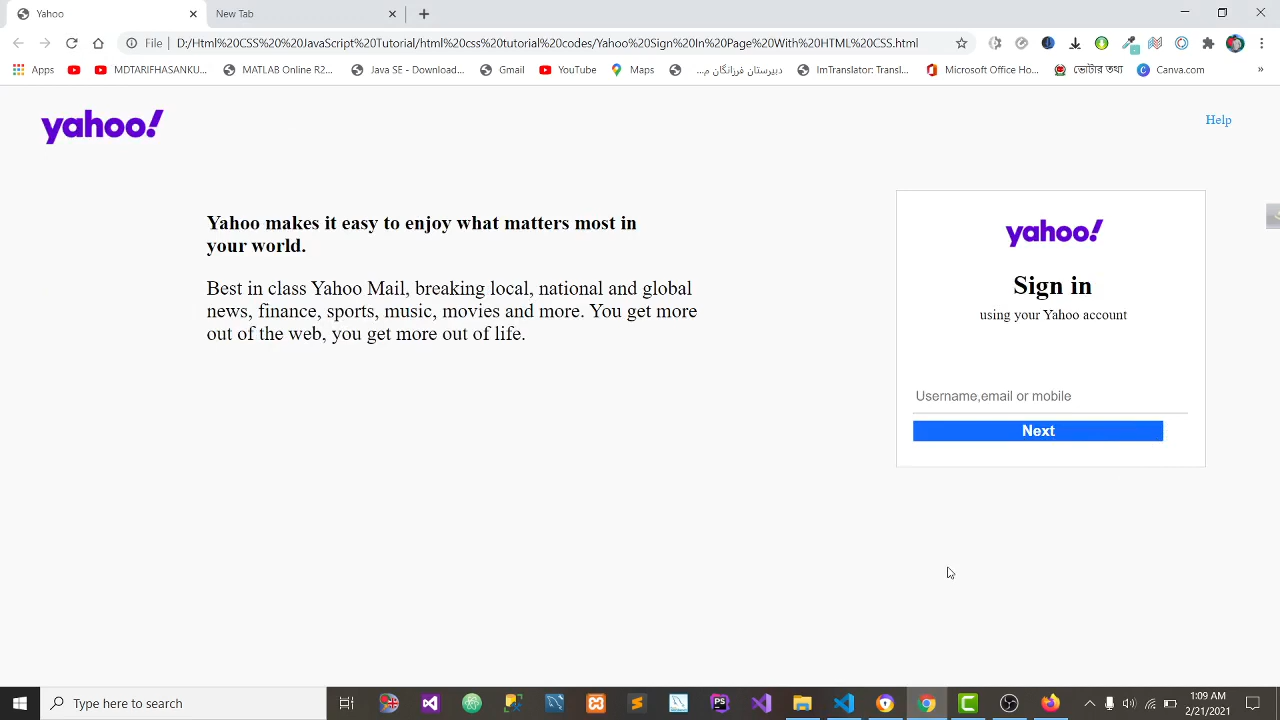 Yahoo
New Tab
File
D:/Html%20CSS%20%20JavaScript%20Tutorial/html%20css%20tutorial%20codes/Yahoo%20Sign%20In%20Page%20With%20HTML%20CSS.html
Apps
MDTARIFHASANKU...
MATLAB Online R2...
Java SE - Download...
Gmail
YouTube
Maps
دبیرستان فرزانگان م...
ImTranslator: Transl...
Microsoft Office Ho...
ভোটার তথ্য
Canva.com
»
yahoo!
Help
Yahoo makes it easy to enjoy what matters most in
your world.
Best in class Yahoo Mail, breaking local, national and global
news, finance, sports, music, movies and more. You get more
out of the web, you get more out of life.
yahoo!
Sign in
using your Yahoo account
Username,email or mobile
Next
Type here to search
PS
1:09 AM
2/21/2021